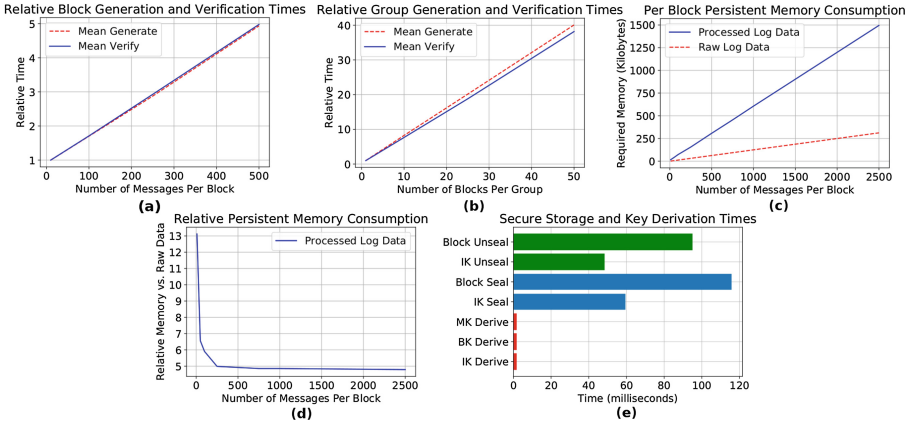 Relative Block Generation and Verification Times
Mean Generate
Mean Verify
Relative Time
5
4
3
2
1
0 100 200 300 400 500
Number of Messages Per Block
(a)
Relative Group Generation and Verification Times
Mean Generate
Mean Verify
Relative Time
40
30
20
10
0
0 10 20 30 40 50
Number of Blocks Per Group
(b)
Per Block Persistent Memory Consumption
Processed Log Data
Raw Log Data
Required Memory (Kilobytes)
1500
1250
1000
750
500
250
0
0 500 1000 1500 2000 2500
Number of Messages Per Block
(c)
Relative Persistent Memory Consumption
Processed Log Data
Relative Memory vs. Raw Data
13
12
11
10
9
8
7
6
5
0 500 1000 1500 2000 2500
Number of Messages Per Block
(d)
Secure Storage and Key Derivation Times
Block Unseal
IK Unseal
Block Seal
IK Seal
MK Derive
BK Derive
IK Derive
0 20 40 60 80 100 120
Time (milliseconds)
(e)